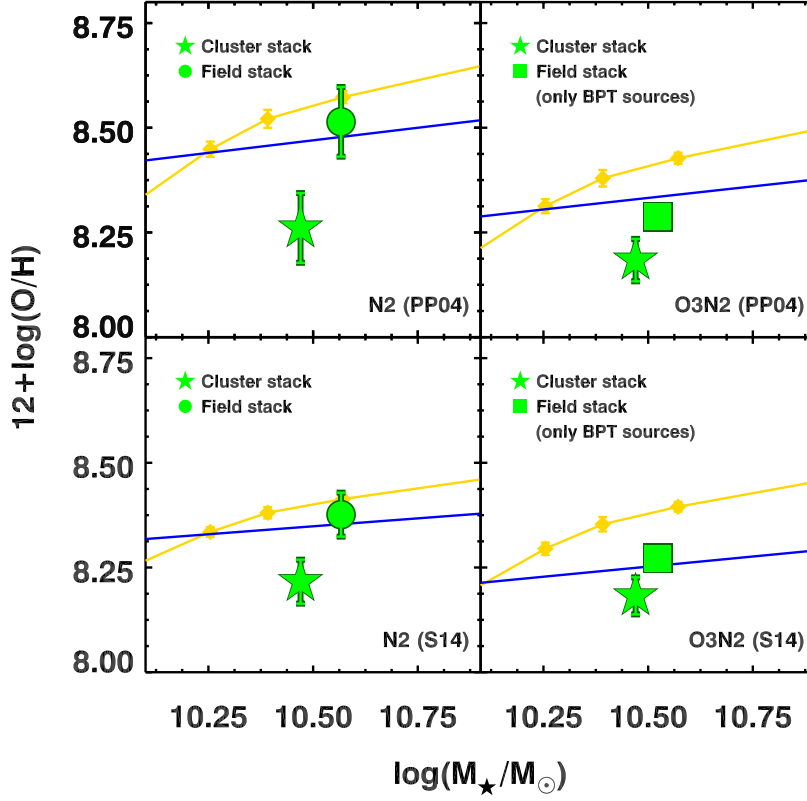 8.75
8.50
8.25
8.00
★ Cluster stack
● Field stack
N2 (PP04)
★ Cluster stack
■ Field stack
(only BPT sources)
O3N2 (PP04)
12+log(O/H)
8.75
8.50
8.25
8.00
★ Cluster stack
● Field stack
N2 (S14)
★ Cluster stack
■ Field stack
(only BPT sources)
O3N2 (S14)
10.25 10.50 10.75 10.25 10.50 10.75
log(M★/M☉)